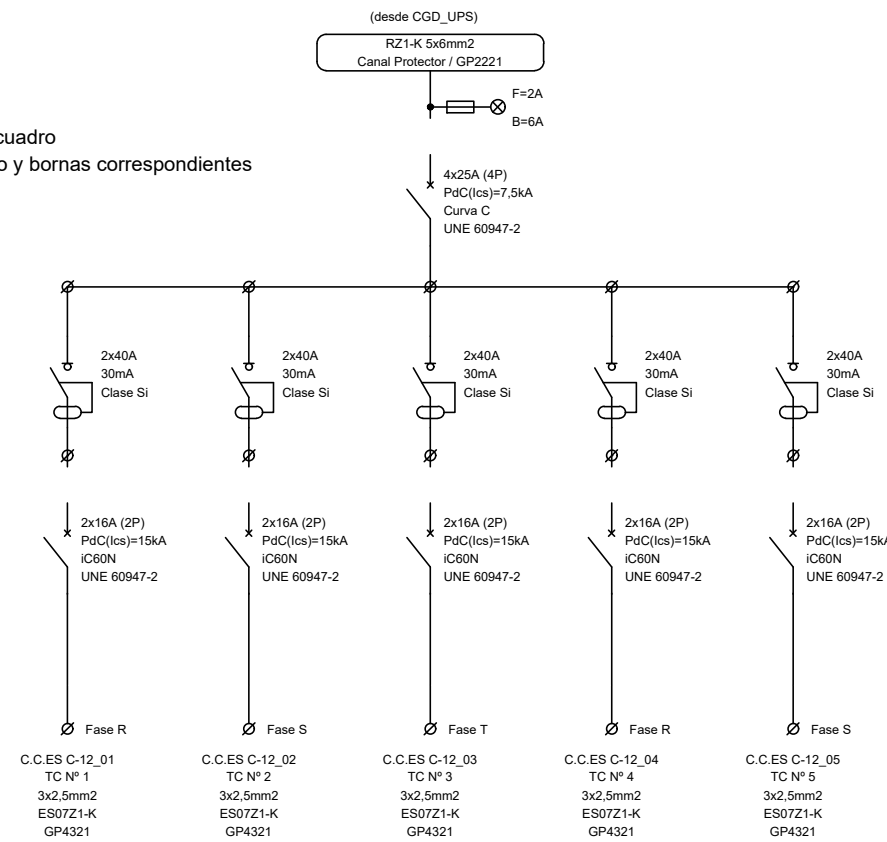 (desde CGD_UPS)
RZ1-K 5x6mm2
Canal Protector / GP2221
F=2A
B=6A
cuadro
o y bornas correspondientes
4x25A (4P)
PdC(Ics)=7,5kA
Curva C
UNE 60947-2
2x40A
30mA
Clase Si
2x40A
30mA
Clase Si
2x40A
30mA
Clase Si
2x40A
30mA
Clase Si
2x40A
30mA
Clase Si
2x16A (2P)
PdC(Ics)=15kA
iC60N
UNE 60947-2
2x16A (2P)
PdC(Ics)=15kA
iC60N
UNE 60947-2
2x16A (2P)
PdC(Ics)=15kA
iC60N
UNE 60947-2
2x16A (2P)
PdC(Ics)=15kA
iC60N
UNE 60947-2
2x16A (2P)
PdC(Ics)=15kA
iC60N
UNE 60947-2
Fase R
Fase S
Fase T
Fase R
Fase S
C.C.ES C-12_01
TC Nº 1
3x2,5mm2
ES07Z1-K
GP4321
C.C.ES C-12_02
TC Nº 2
3x2,5mm2
ES07Z1-K
GP4321
C.C.ES C-12_03
TC Nº 3
3x2,5mm2
ES07Z1-K
GP4321
C.C.ES C-12_04
TC Nº 4
3x2,5mm2
ES07Z1-K
GP4321
C.C.ES C-12_05
TC Nº 5
3x2,5mm2
ES07Z1-K
GP4321